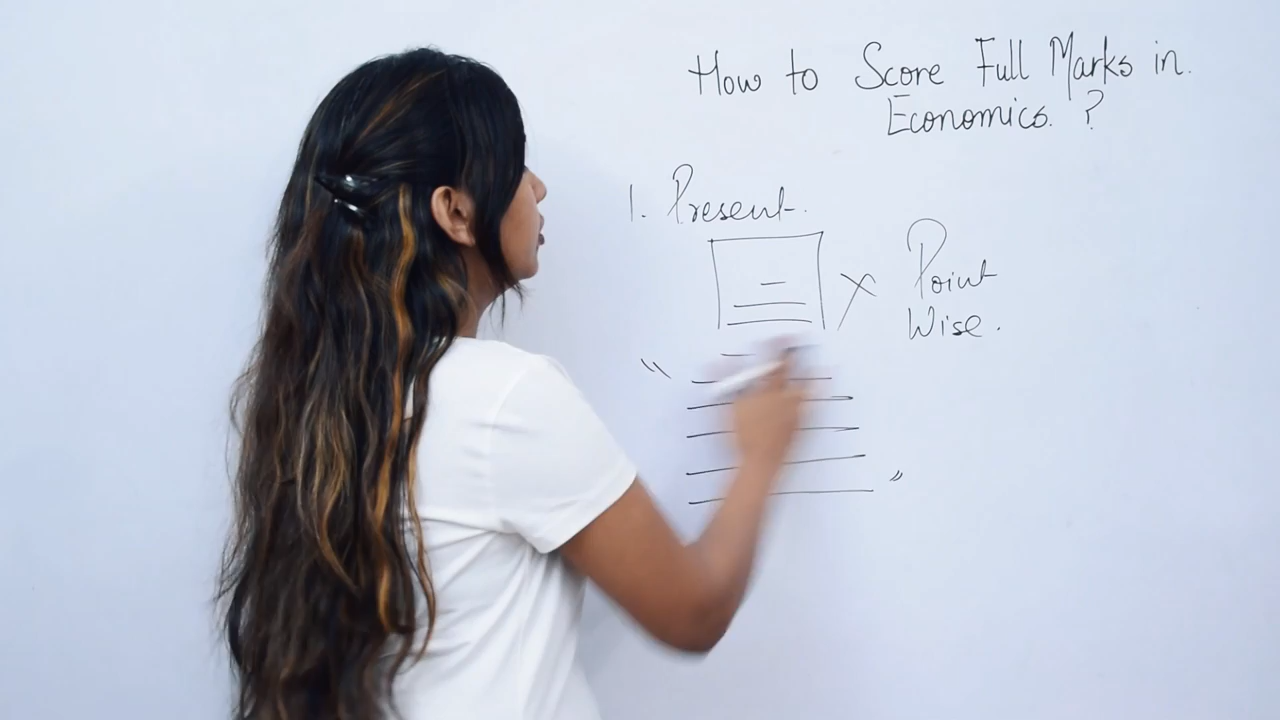 How to Score Full Marks in.
Economics. ?
1. Present.
X Point
Wise.
" "